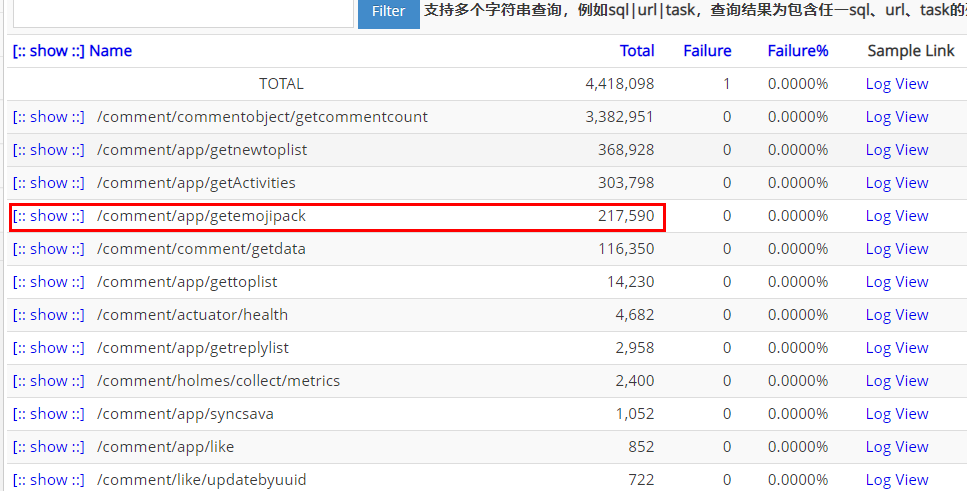 Filter 支持多个字符串查询，例如sql|url|task，查询结果为包含任一sql、url、task的
[:: show ::] Name Total Failure Failure% Sample Link
TOTAL 4,418,098 1 0.0000% Log View
[:: show ::] /comment/commentobject/getcommentcount 3,382,951 0 0.0000% Log View
[:: show ::] /comment/app/getnewtoplist 368,928 0 0.0000% Log View
[:: show ::] /comment/app/getActivities 303,798 0 0.0000% Log View
[:: show ::] /comment/app/getemojipack 217,590 0 0.0000% Log View
[:: show ::] /comment/comment/getdata 116,350 0 0.0000% Log View
[:: show ::] /comment/app/gettoplist 14,230 0 0.0000% Log View
[:: show ::] /comment/actuator/health 4,682 0 0.0000% Log View
[:: show ::] /comment/app/getreplylist 2,958 0 0.0000% Log View
[:: show ::] /comment/holmes/collect/metrics 2,400 0 0.0000% Log View
[:: show ::] /comment/app/syncsava 1,052 0 0.0000% Log View
[:: show ::] /comment/app/like 852 0 0.0000% Log View
[:: show ::] /comment/like/updatebyuuid 722 0 0.0000% Log View